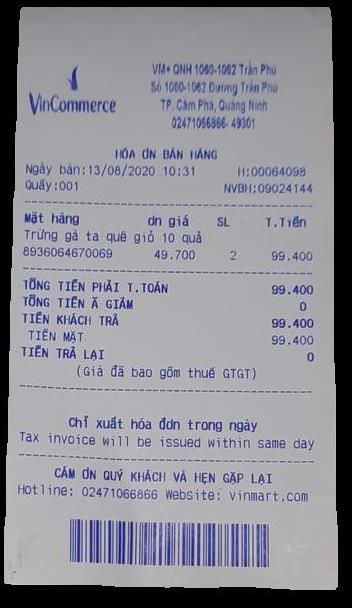 VinCommerce
VM+ QNH 1060-1062 Trần Phú
Số 1060-1062 Đường Trần Phú
TP. Cẩm Phả, Quảng Ninh
02471066866- 49301
HÓA ĐN BÁN HÀNG
Ngày bán:13/08/2020 10:31 H:00064098
Quầy:001 NVBH:09024144
Mặt hàng đn giá SL T.Tiền
Trứng gà ta quê giỏ 10 quả
8936064670069 49.700 2 99.400
TỔNG TIỀN PHẢI T.TOÁN 99.400
TỔNG TIỀN Ã GIẢM 0
TIỀN KHÁCH TRẢ 99.400
TIỀN MẶT 99.400
TIỀN TRẢ LẠI 0
(Giá đã bao gồm thuế GTGT)
Chỉ xuất hóa đơn trong ngày
Tax invoice will be issued within same day
CÁM ƠN QUÝ KHÁCH VÀ HẸN GẶP LẠI
Hotline: 02471066866 Website: vinmart.com